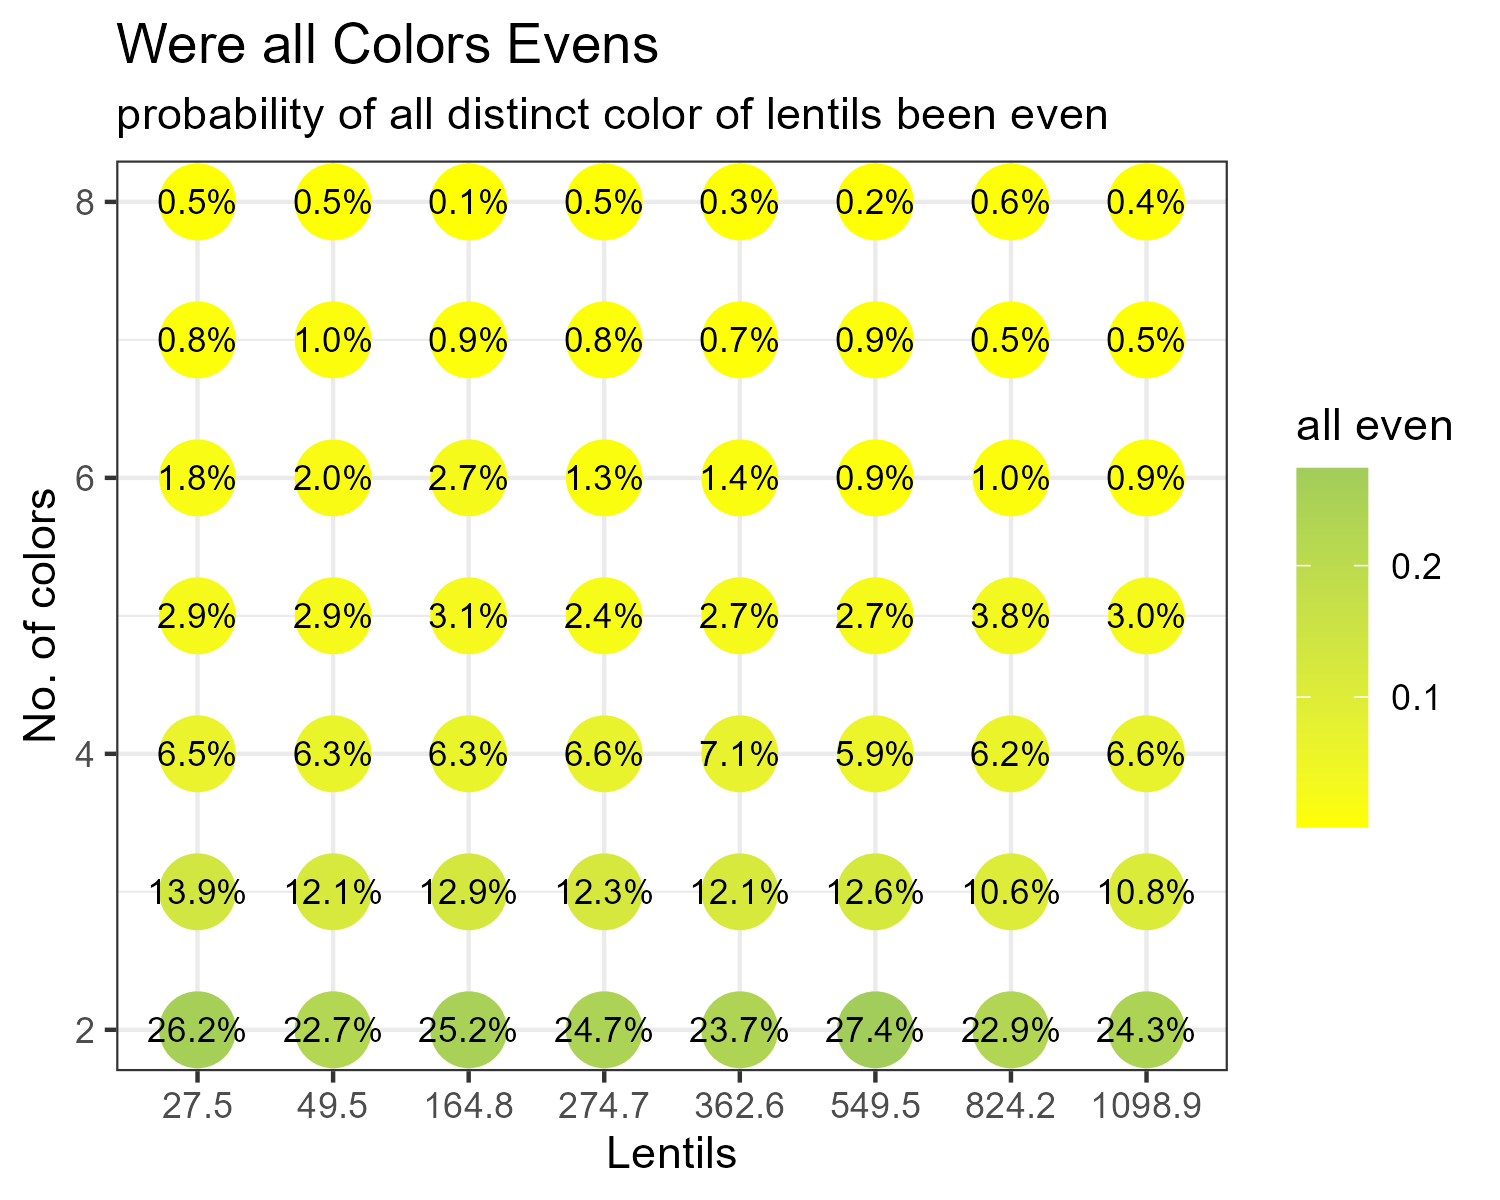 Were all Colors Evens
probability of all distinct color of lentils been even
8
0.5% 0.5% 0.1% 0.5% 0.3% 0.2% 0.6% 0.4%
0.8% 1.0% 0.9% 0.8% 0.7% 0.9% 0.5% 0.5%
6
1.8% 2.0% 2.7% 1.3% 1.4% 0.9% 1.0% 0.9%
2.9% 2.9% 3.1% 2.4% 2.7% 2.7% 3.8% 3.0%
4
6.5% 6.3% 6.3% 6.6% 7.1% 5.9% 6.2% 6.6%
13.9% 12.1% 12.9% 12.3% 12.1% 12.6% 10.6% 10.8%
2
26.2% 22.7% 25.2% 24.7% 23.7% 27.4% 22.9% 24.3%
27.5 49.5 164.8 274.7 362.6 549.5 824.2 1098.9
Lentils
No. of colors
all even
0.2
0.1